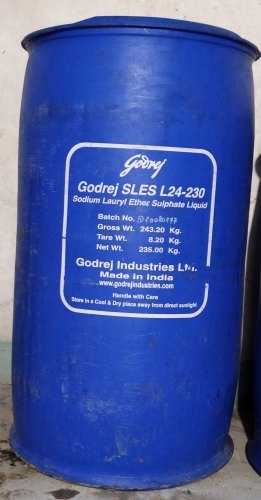 Godrej
Godrej SLES L24-230
Sodium Lauryl Ether Sulphate Liquid
Batch No.
Gross Wt. 243.20 Kg.
Tare Wt. 8.20 Kg.
Net Wt. 235.00 Kg.
Godrej Industries Ltd.
Made in India
www.godrejindustries.com
Handle with Care
Store in a Cool & Dry place away from direct sunlight